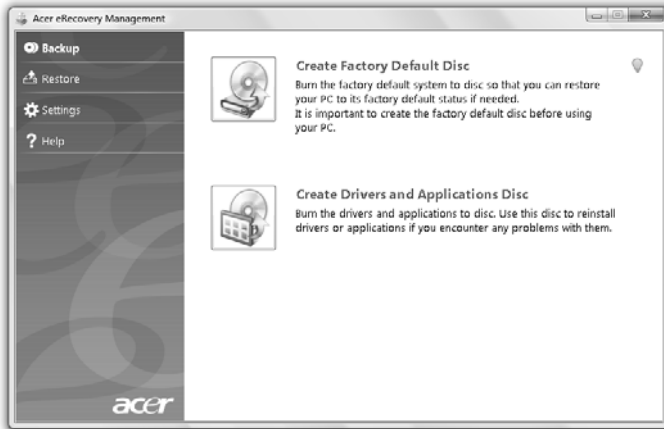 Acer eRecovery Management
Backup
Restore
Settings
? Help
Create Factory Default Disc
Burn the factory default system to disc so that you can restore
your PC to its factory default status if needed.
It is important to create the factory default disc before using
your PC.
Create Drivers and Applications Disc
Burn the drivers and applications to disc. Use this disc to reinstall
drivers or applications if you encounter any problems with them.
acer